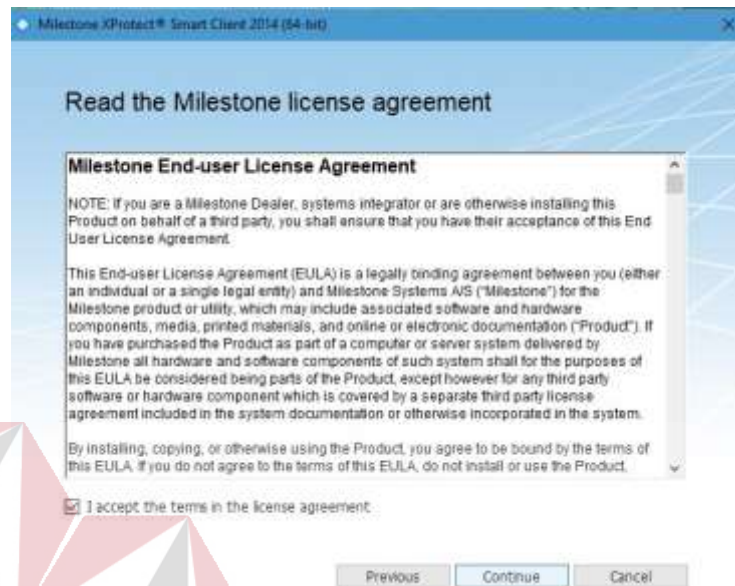 Milestone XProtect® Smart Client 2014 (64-bit)
Read the Milestone license agreement
Milestone End-user License Agreement
NOTE: If you are a Milestone Dealer, systems integrator or are otherwise installing this
Product on behalf of a third party, you shall ensure that you have their acceptance of this End
User License Agreement.
This End-user License Agreement (EULA) is a legally binding agreement between you (either
an individual or a single legal entity) and Milestone Systems A/S ("Milestone") for the
Milestone product or utility, which may include associated software and hardware
components, media, printed materials, and online or electronic documentation ("Product"). If
you have purchased the Product as part of a computer or server system delivered by
Milestone all hardware and software components of such system shall for the purposes of
this EULA be considered being parts of the Product, except however for any third party
software or hardware component which is covered by a separate third party license
agreement included in the system documentation or otherwise incorporated in the system.
By installing, copying, or otherwise using the Product, you agree to be bound by the terms of
this EULA. If you do not agree to the terms of this EULA, do not install or use the Product.
I accept the terms in the license agreement
Previous
Continue
Cancel